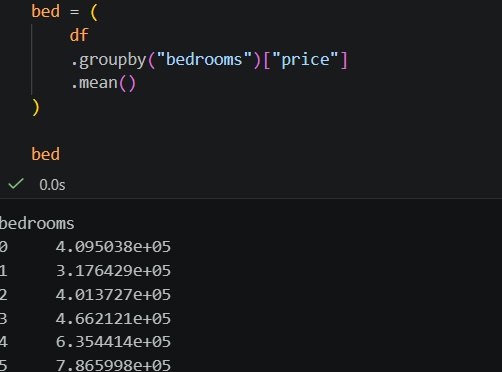 bed = (
df
.groupby("bedrooms")["price"]
.mean()
)
bed
0.0s
bedrooms
0 4.095038e+05
1 3.176429e+05
2 4.013727e+05
3 4.662121e+05
4 6.354414e+05
5 7.865998e+05